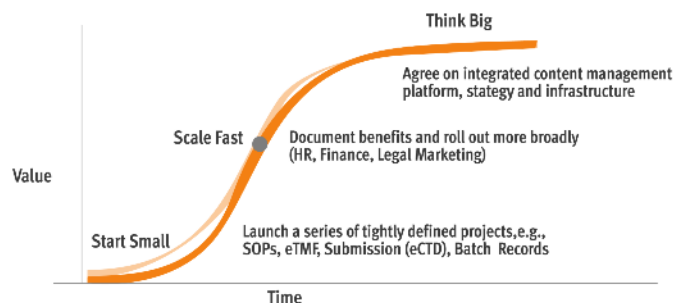 Think Big
Agree on integrated content management
platform, stategy and infrastructure
Scale Fast
Document benefits and roll out more broadly
(HR, Finance, Legal Marketing)
Value
Start Small
Launch a series of tightly defined projects,e.g.,
SOPs, eTMF, Submission (eCTD), Batch Records
Time